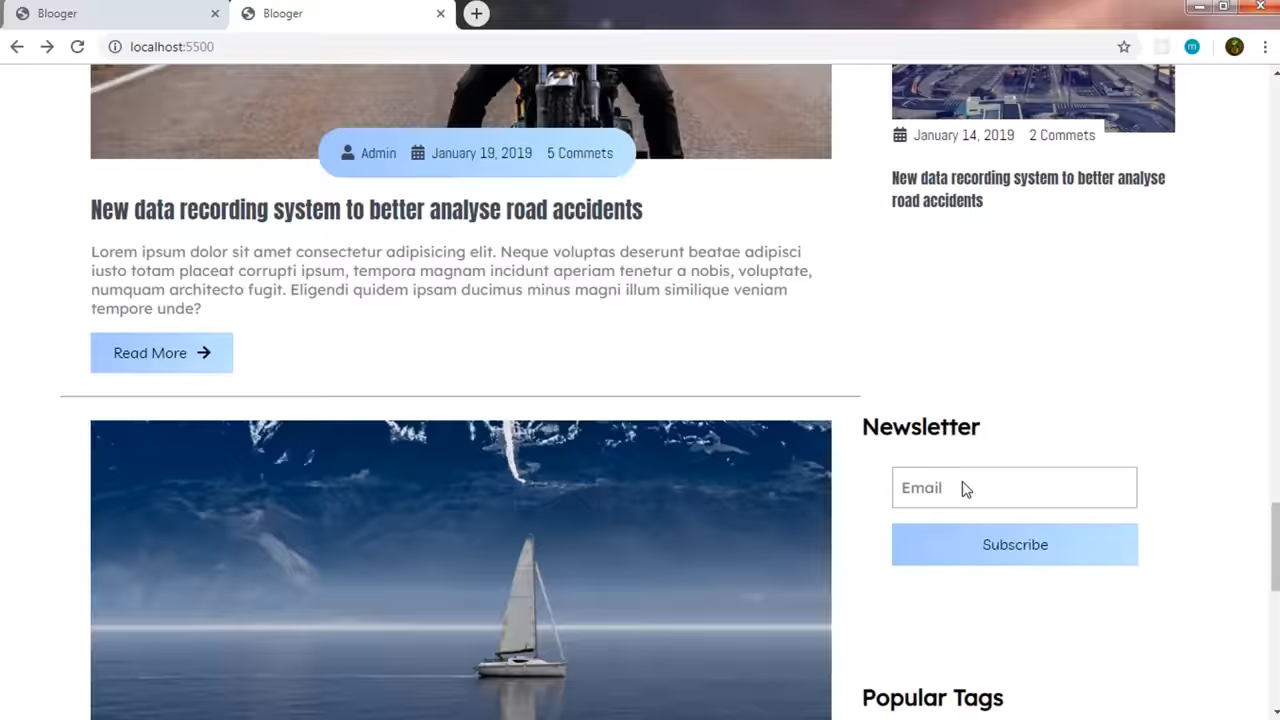 Blooger
Blooger
localhost:5500
Admin January 19, 2019 5 Commets
New data recording system to better analyse road accidents
Lorem ipsum dolor sit amet consectetur adipisicing elit. Neque voluptas deserunt beatae adipisci
iusto totam placeat corrupti ipsum, tempora magnam incidunt aperiam tenetur a nobis, voluptate,
numquam architecto fugit. Eligendi quidem ipsam ducimus minus magni illum similique veniam
tempore unde?
Read More
January 14, 2019 2 Commets
New data recording system to better analyse
road accidents
Newsletter
Email
Subscribe
Popular Tags